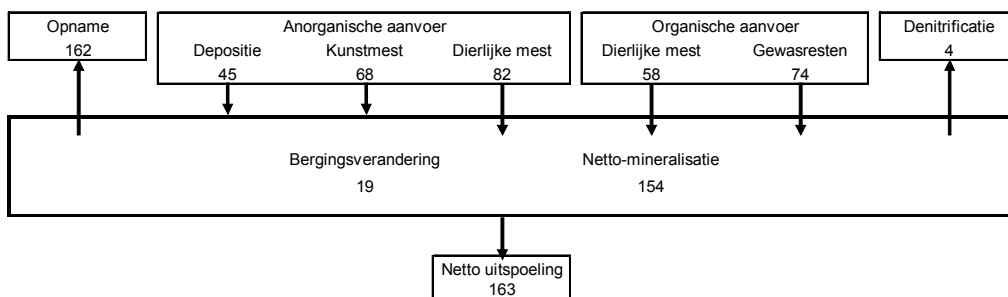 Opname
162
Anorganische aanvoer
Depositie Kunstmest Dierlijke mest
45 68 82
Organische aanvoer
Dierlijke mest Gewasresten
58 74
Denitrificatie
4
Bergingsverandering Netto-mineralisatie
19 154
Netto uitspoeling
163